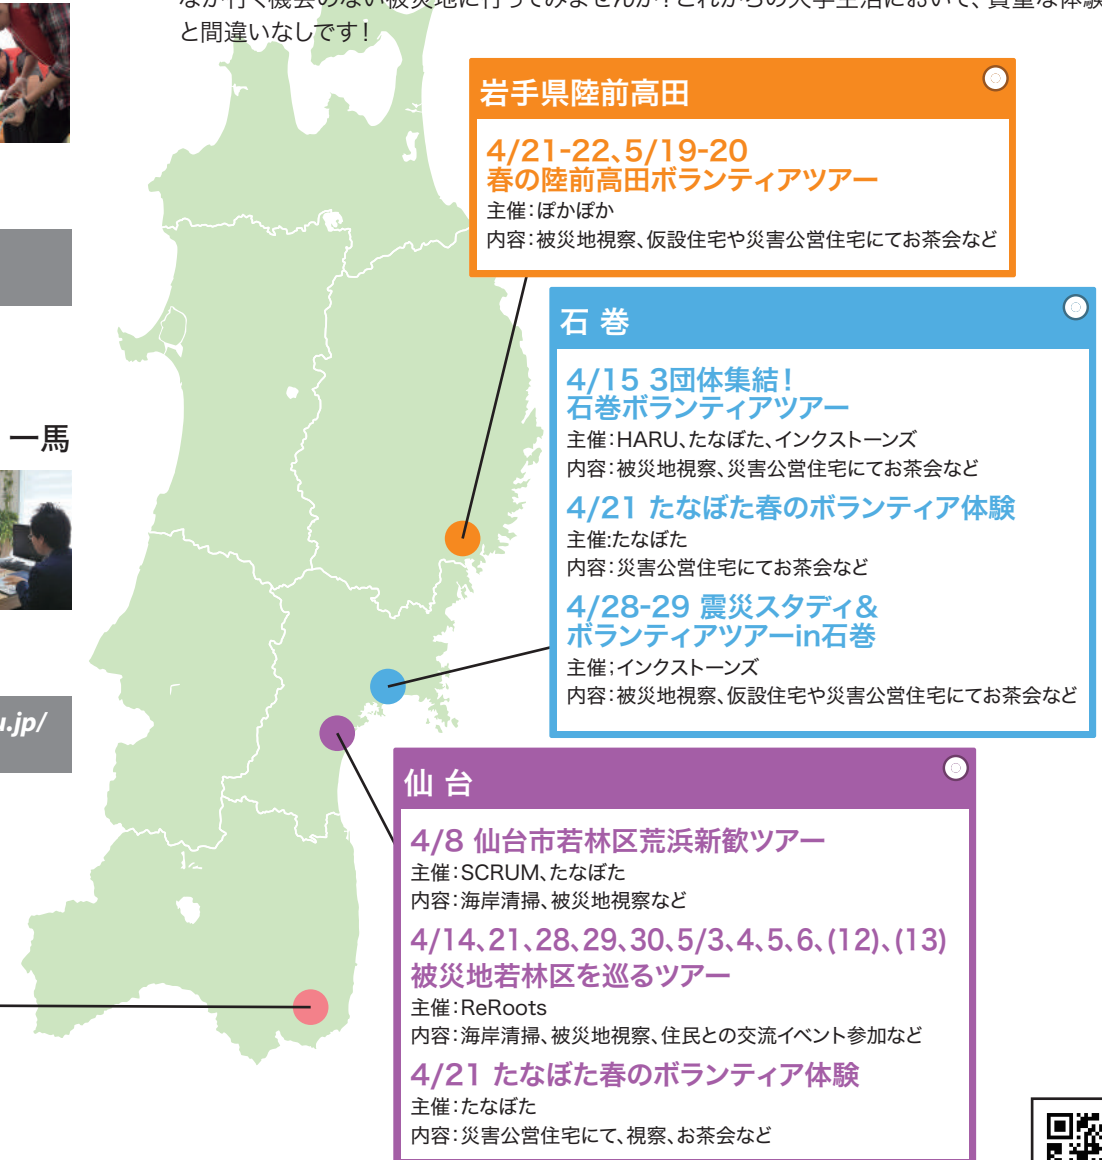 と間違いなしです!
岩手県陸前高田
4/21-22、5/19-20
春の陸前高田ボランティアツアー
主催:ぽかぽか
内容:被災地視察、仮設住宅や災害公営住宅にてお茶会など
石 巻
4/15 3団体集結!
石巻ボランティアツアー
主催:HARU、たなぼた、インクストーンズ
内容:被災地視察、災害公営住宅にてお茶会など
4/21 たなぼた春のボランティア体験
主催:たなぼた
内容:災害公営住宅にてお茶会など
4/28-29 震災スタディ&
ボランティアツアーin石巻
主催;インクストーンズ
内容:被災地視察、仮設住宅や災害公営住宅にてお茶会など
一馬
u.jp/
仙 台
4/8 仙台市若林区荒浜新歓ツアー
主催:SCRUM、たなぼた
内容:海岸清掃、被災地視察など
4/14、21、28、29、30、5/3、4、5、6、(12)、(13)
被災地若林区を巡るツアー
主催:ReRoots
内容:海岸清掃、被災地視察、住民との交流イベント参加など
4/21 たなぼた春のボランティア体験
主催:たなぼた
内容:災害公営住宅にて、視察、お茶会など